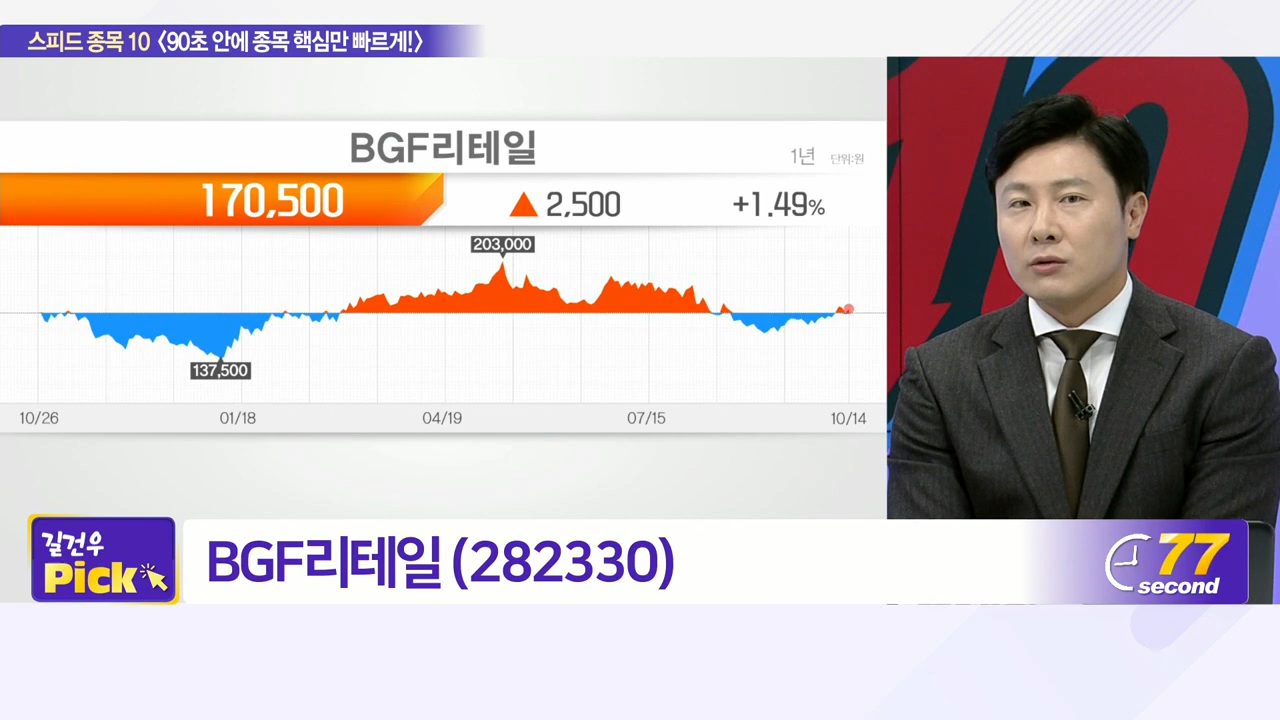 스피드 종목 10 〈90초 안에 종목 핵심만 빠르게!〉
BGF리테일
1년 단위:원
170,500 ▲ 2,500 +1.49%
203,000
137,500
10/26 01/18 04/19 07/15 10/14
길건우
Pick
BGF리테일 (282330)
77
second